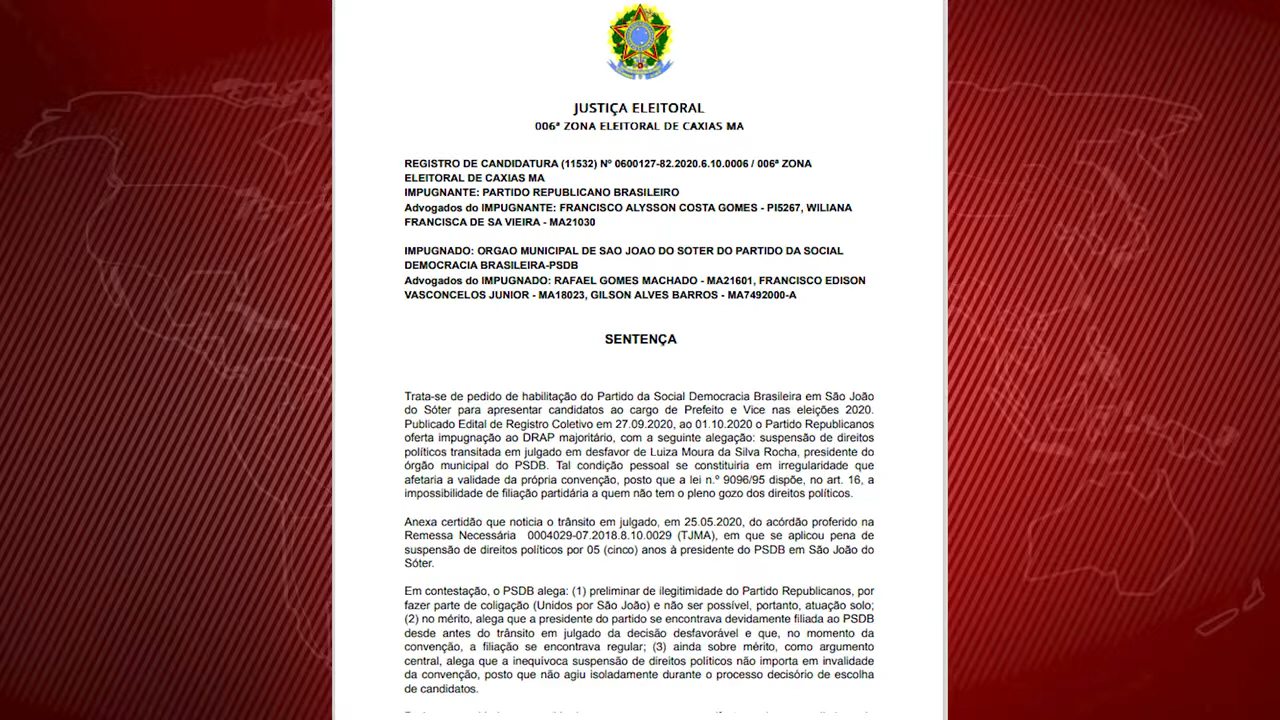 JUSTIÇA ELEITORAL
006ª ZONA ELEITORAL DE CAXIAS MA
REGISTRO DE CANDIDATURA (11532) Nº 0600127-82.2020.6.10.0006 / 006ª ZONA
ELEITORAL DE CAXIAS MA
IMPUGNANTE: PARTIDO REPUBLICANO BRASILEIRO
Advogados do IMPUGNANTE: FRANCISCO ALYSSON COSTA GOMES - PI5267, WILIANA
FRANCISCA DE SA VIEIRA - MA21030
IMPUGNADO: ORGAO MUNICIPAL DE SAO JOAO DO SOTER DO PARTIDO DA SOCIAL
DEMOCRACIA BRASILEIRA-PSDB
Advogados do IMPUGNADO: RAFAEL GOMES MACHADO - MA21601, FRANCISCO EDISON
VASCONCELOS JUNIOR - MA18023, GILSON ALVES BARROS - MA7492000-A
SENTENÇA
Trata-se de pedido de habilitação do Partido da Social Democracia Brasileira em São João
do Sóter para apresentar candidatos ao cargo de Prefeito e Vice nas eleições 2020.
Publicado Edital de Registro Coletivo em 27.09.2020, ao 01.10.2020 o Partido Republicanos
oferta impugnação ao DRAP majoritário, com a seguinte alegação: suspensão de direitos
políticos transitada em julgado em desfavor de Luiza Moura da Silva Rocha, presidente do
órgão municipal do PSDB. Tal condição pessoal se constituiria em irregularidade que
afetaria a validade da própria convenção, posto que a lei n.º 9096/95 dispõe, no art. 16, a
impossibilidade de filiação partidária a quem não tem o pleno gozo dos direitos políticos.
Anexa certidão que noticia o trânsito em julgado, em 25.05.2020, do acórdão proferido na
Remessa Necessária 0004029-07.2018.8.10.0029 (TJMA), em que se aplicou pena de
suspensão de direitos políticos por 05 (cinco) anos à presidente do PSDB em São João do
Sóter.
Em contestação, o PSDB alega: (1) preliminar de ilegitimidade do Partido Republicanos, por
fazer parte de coligação (Unidos por São João) e não ser possível, portanto, atuação solo;
(2) no mérito, alega que a presidente do partido se encontrava devidamente filiada ao PSDB
desde antes do trânsito em julgado da decisão desfavorável e que, no momento da
convenção, a filiação se encontrava regular; (3) ainda sobre mérito, como argumento
central, alega que a inequívoca suspensão de direitos políticos não importa em invalidade
da convenção, posto que não agiu isoladamente durante o processo decisório de escolha
de candidatos.